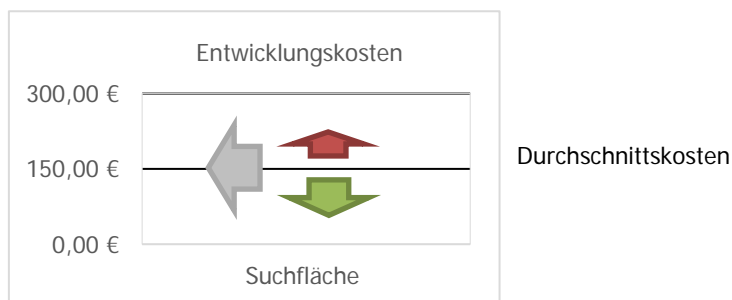 Entwicklungskosten
300,00 €
150,00 €
Durchschnittskosten
0,00 €
Suchfläche